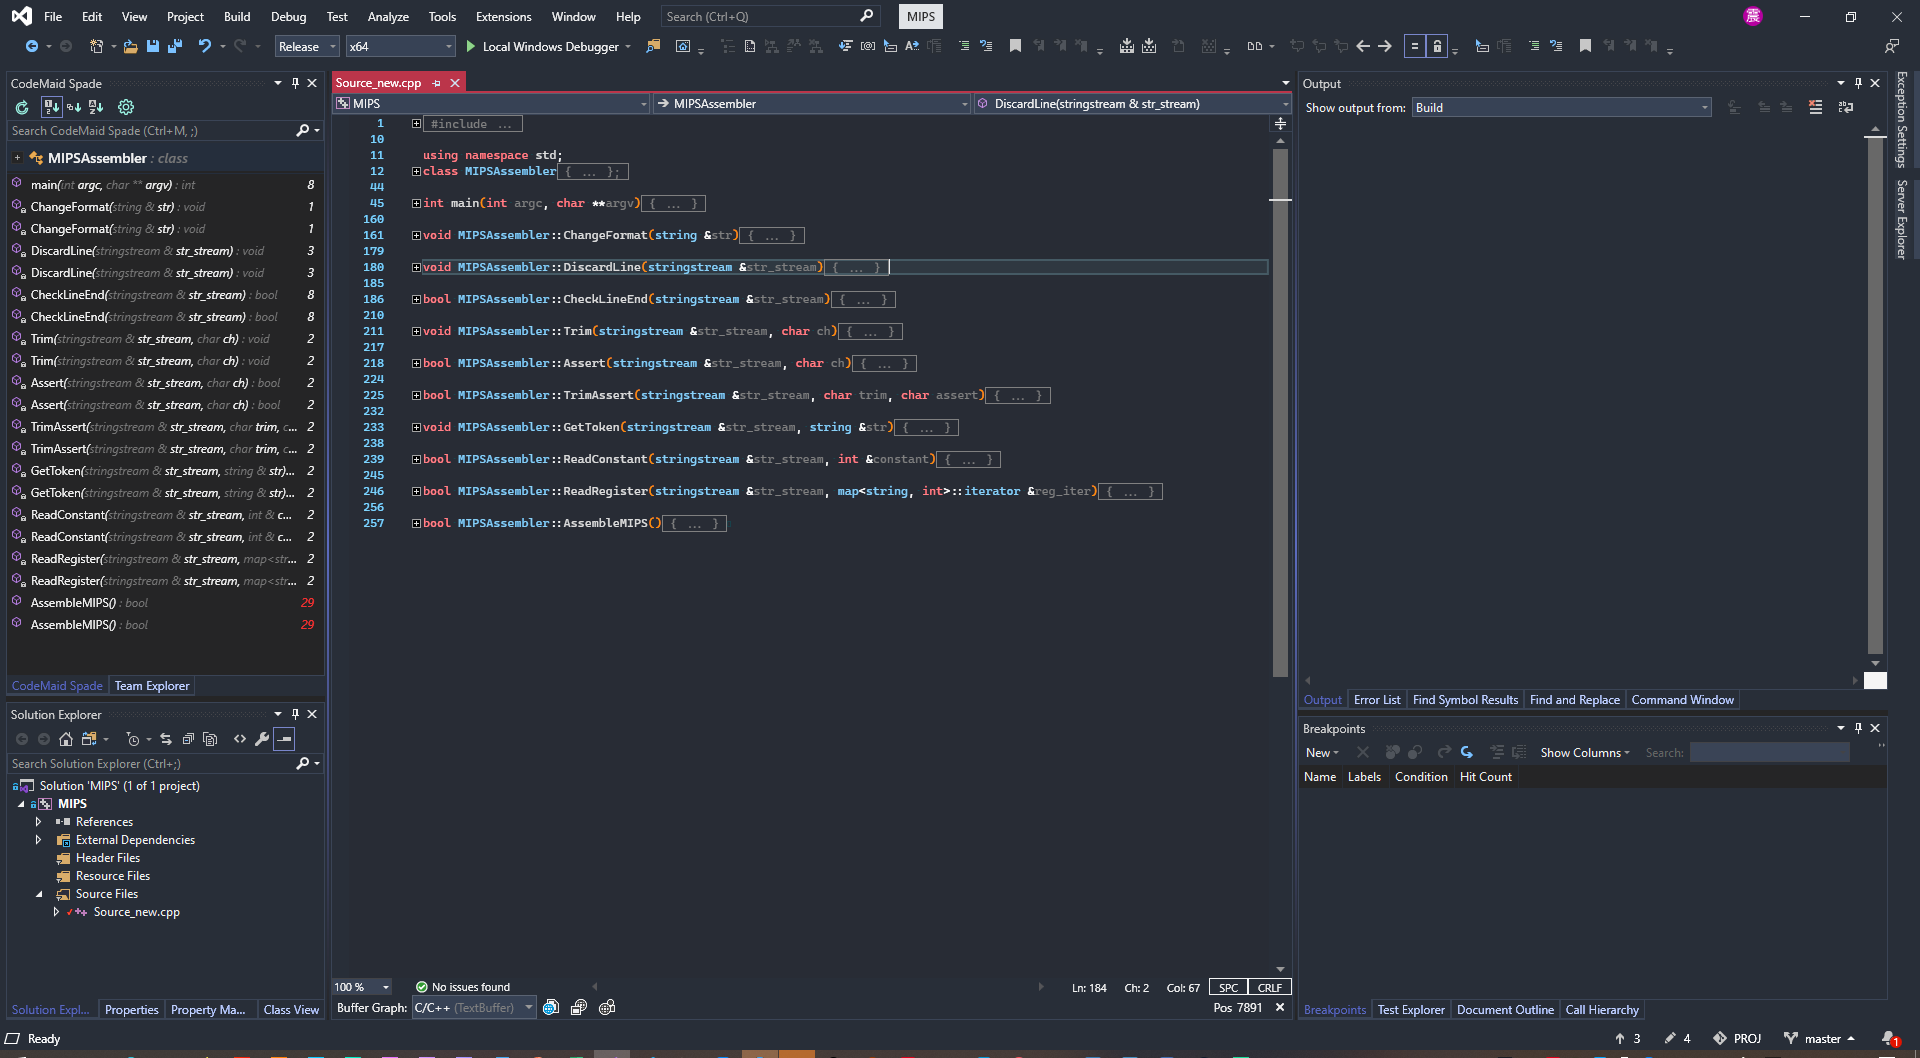 File Edit View Project Build Debug Test Analyze Tools Extensions Window Help Search (Ctrl+Q) MIPS 震
Release x64 Local Windows Debugger
CodeMaid Spade
Search CodeMaid Spade (Ctrl+M, ;)
MIPSAssembler : class
main(int argc, char ** argv) : int 8
ChangeFormat(string & str) : void 1
ChangeFormat(string & str) : void 1
DiscardLine(stringstream & str_stream) : void 3
DiscardLine(stringstream & str_stream) : void 3
CheckLineEnd(stringstream & str_stream) : bool 8
CheckLineEnd(stringstream & str_stream) : bool 8
Trim(stringstream & str_stream, char ch) : void 2
Trim(stringstream & str_stream, char ch) : void 2
Assert(stringstream & str_stream, char ch) : bool 2
Assert(stringstream & str_stream, char ch) : bool 2
TrimAssert(stringstream & str_stream, char trim, c... 2
TrimAssert(stringstream & str_stream, char trim, c... 2
GetToken(stringstream & str_stream, string & str)... 2
GetToken(stringstream & str_stream, string & str)... 2
ReadConstant(stringstream & str_stream, int & c... 2
ReadConstant(stringstream & str_stream, int & c... 2
ReadRegister(stringstream & str_stream, map<str... 2
ReadRegister(stringstream & str_stream, map<str... 2
AssembleMIPS() : bool 29
AssembleMIPS() : bool 29
CodeMaid Spade Team Explorer
Solution Explorer
Search Solution Explorer (Ctrl+;)
Solution 'MIPS' (1 of 1 project)
MIPS
References
External Dependencies
Header Files
Resource Files
Source Files
Source_new.cpp
Solution Expl... Properties Property Ma... Class View
Source_new.cpp
MIPS MIPSAssembler DiscardLine(stringstream & str_stream)
1 #include ...
10
11 using namespace std;
12 class MIPSAssembler{ ... };
44
45 int main(int argc, char **argv){ ... }
160
161 void MIPSAssembler::ChangeFormat(string &str){ ... }
179
180 void MIPSAssembler::DiscardLine(stringstream &str_stream){ ... }
185
186 bool MIPSAssembler::CheckLineEnd(stringstream &str_stream){ ... }
210
211 void MIPSAssembler::Trim(stringstream &str_stream, char ch){ ... }
217
218 bool MIPSAssembler::Assert(stringstream &str_stream, char ch){ ... }
224
225 bool MIPSAssembler::TrimAssert(stringstream &str_stream, char trim, char assert){ ... }
232
233 void MIPSAssembler::GetToken(stringstream &str_stream, string &str){ ... }
238
239 bool MIPSAssembler::ReadConstant(stringstream &str_stream, int &constant){ ... }
245
246 bool MIPSAssembler::ReadRegister(stringstream &str_stream, map<string, int>::iterator &reg_iter){ ... }
256
257 bool MIPSAssembler::AssembleMIPS(){ ... }
100 % No issues found Ln: 184 Ch: 2 Col: 67 SPC CRLF
Buffer Graph: C/C++ (TextBuffer) Pos 7891
Output
Show output from: Build
Output Error List Find Symbol Results Find and Replace Command Window
Breakpoints
New Show Columns Search:
Name Labels Condition Hit Count
Breakpoints Test Explorer Document Outline Call Hierarchy
Exception Settings
Server Explorer
Ready 3 4 PROJ master 1